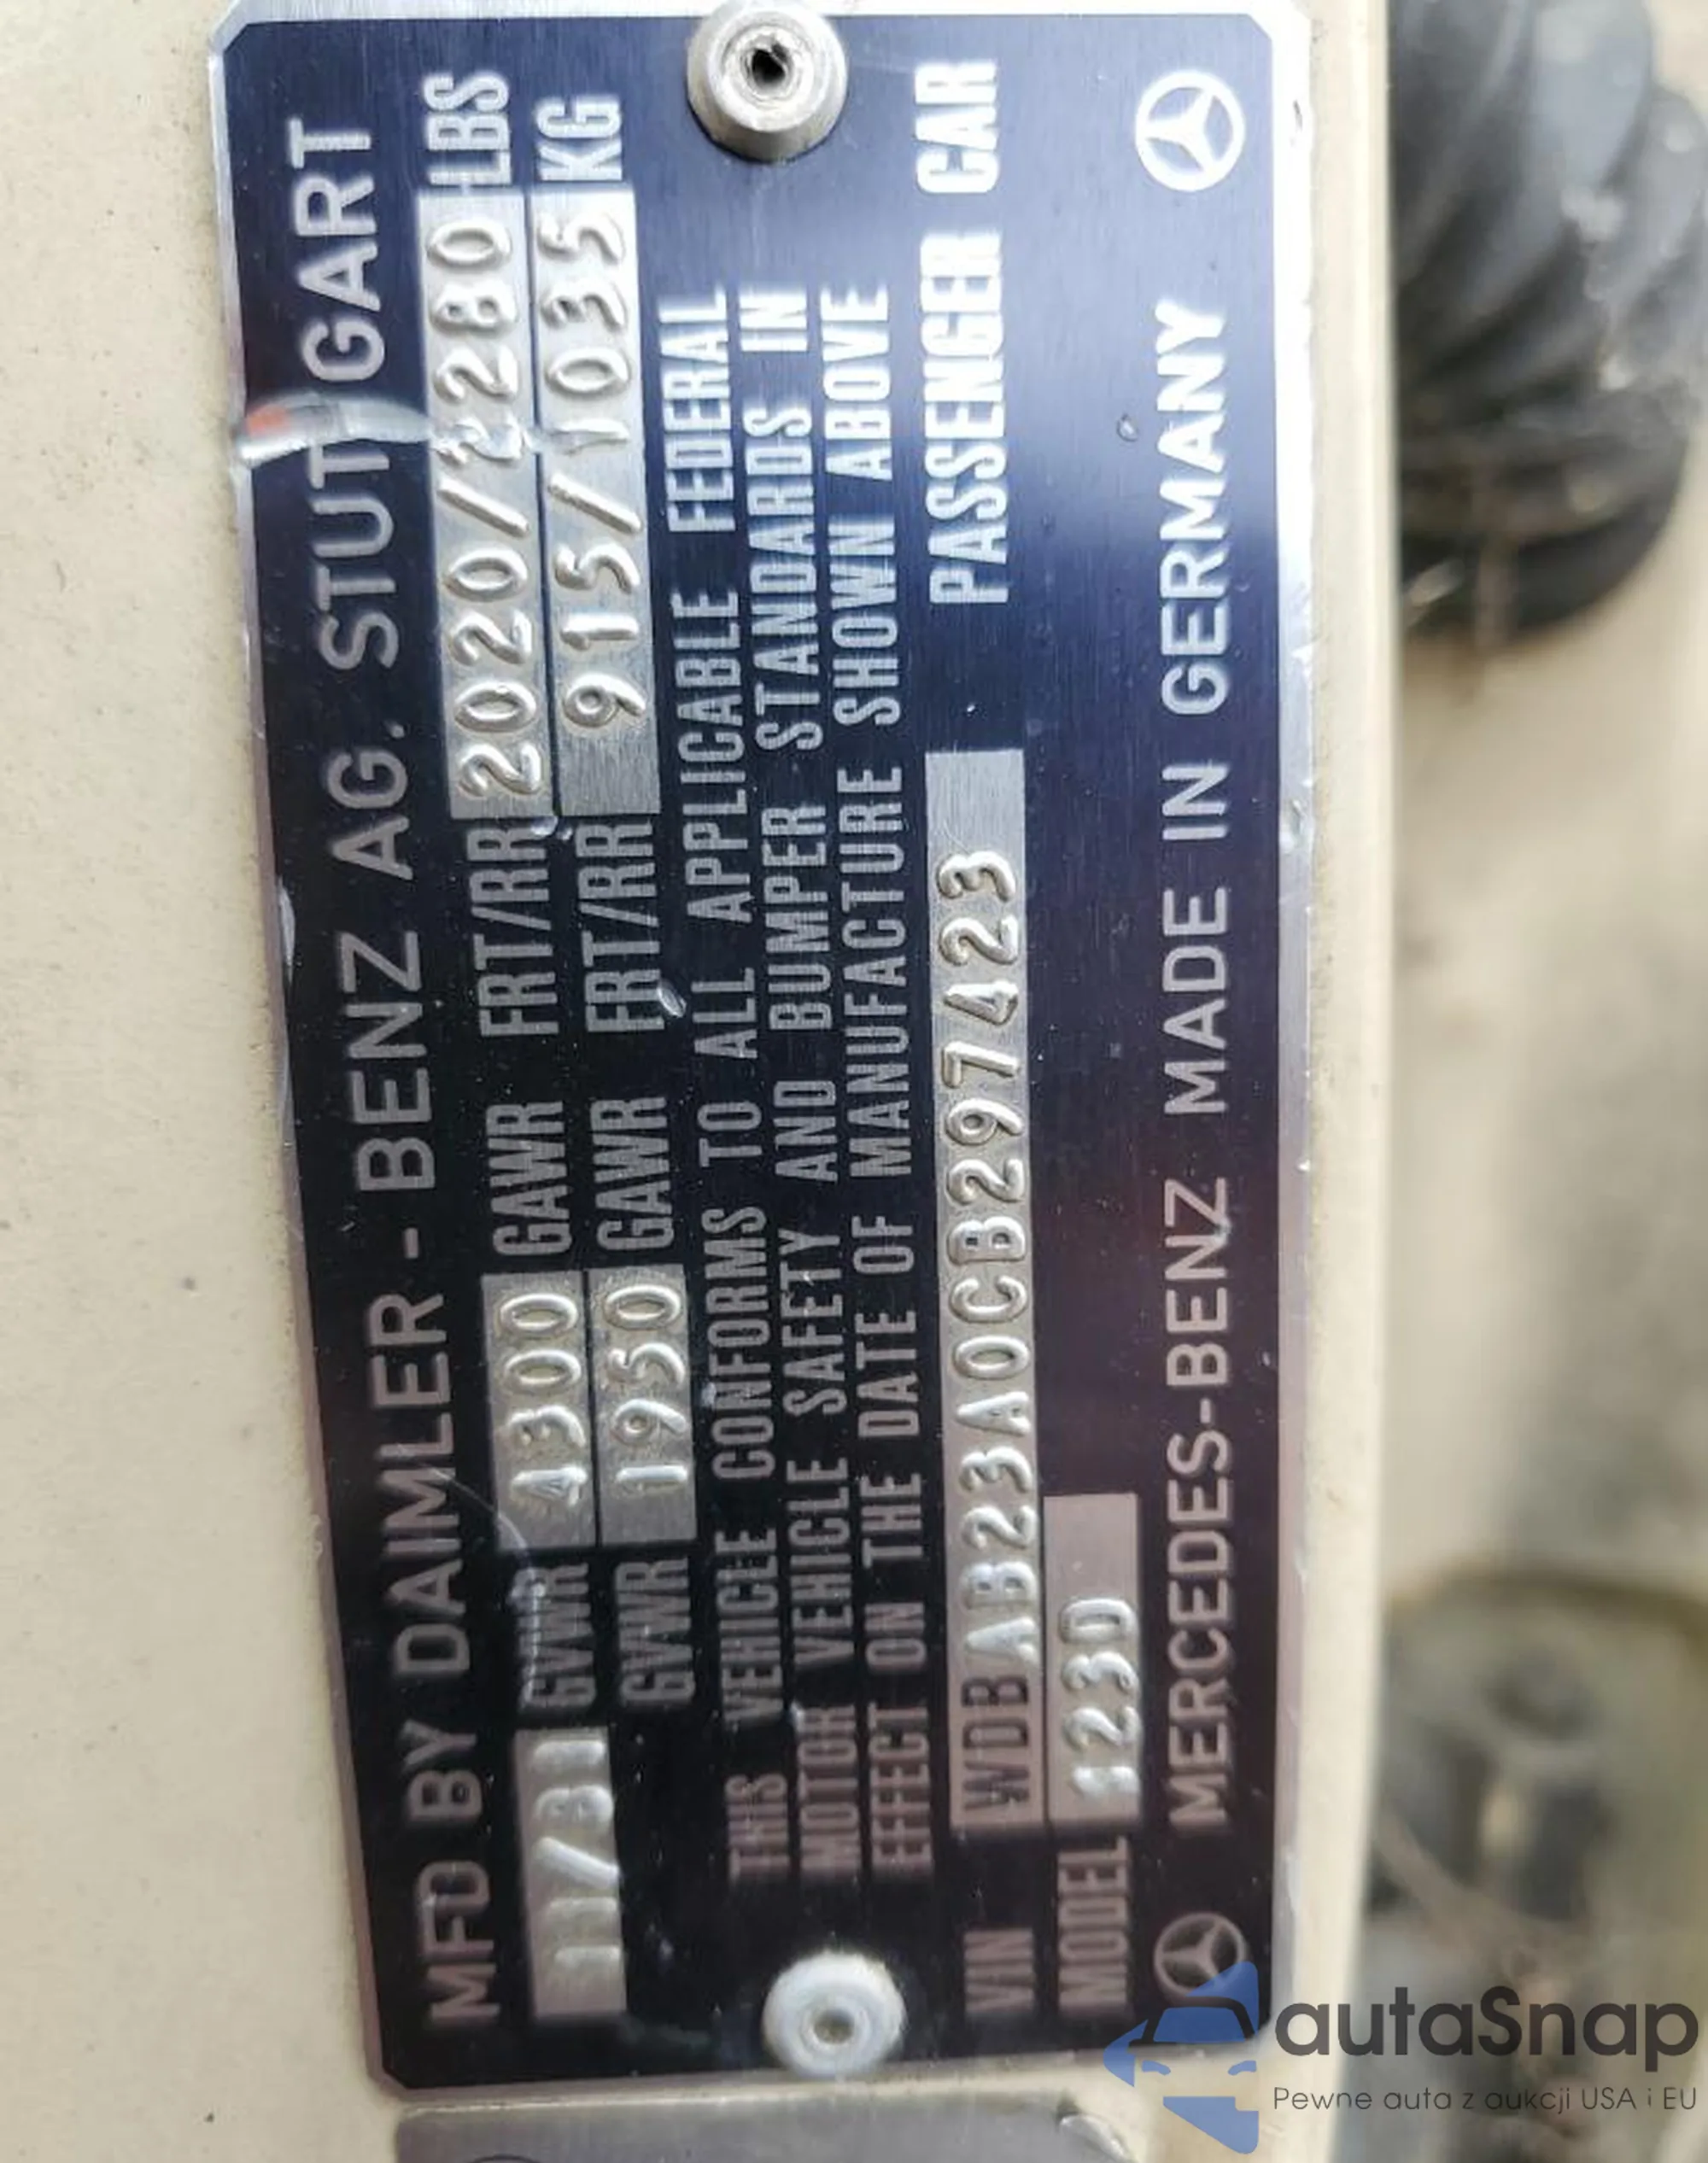 MFD BY DAIMLER - BENZ AG. STUTTGART
11/81 GVWR 4300 GAWR FRT/RR 2020/2280 LBS
GVWR 1950 GAWR FRT/RR 915/1035 KG
THIS VEHICLE CONFORMS TO ALL APPLICABLE FEDERAL
MOTOR VEHICLE SAFETY AND BUMPER STANDARDS IN
EFFECT ON THE DATE OF MANUFACTURE SHOWN ABOVE
VIN WDBAB23A0CB297423 PASSENGER CAR
MODEL 123D
MERCEDES-BENZ MADE IN GERMANY
autaSnap
Pewne auta z aukcji USA i EU